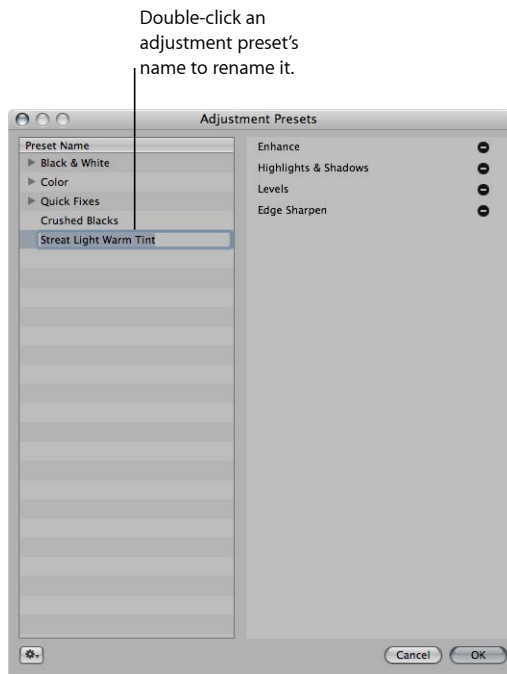 Double-click an
adjustment preset's
name to rename it.
Adjustment Presets
Preset Name
Black & White
Color
Quick Fixes
Crushed Blacks
Streat Light Warm Tint
Enhance
Highlights & Shadows
Levels
Edge Sharpen
Cancel
OK